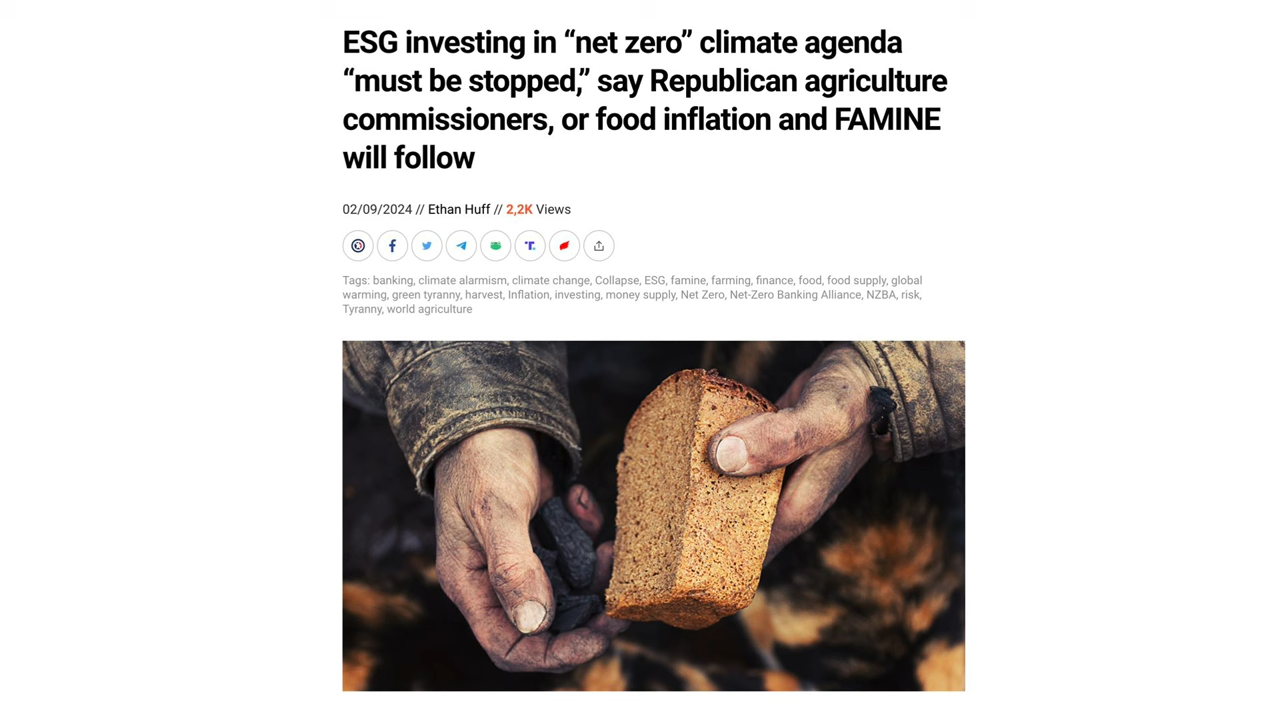 ESG investing in “net zero” climate agenda
“must be stopped,” say Republican agriculture
commissioners, or food inflation and FAMINE
will follow
02/09/2024 // Ethan Huff // 2,2K Views
Tags: banking, climate alarmism, climate change, Collapse, ESG, famine, farming, finance, food, food supply, global
warming, green tyranny, harvest, Inflation, investing, money supply, Net Zero, Net-Zero Banking Alliance, NZBA, risk,
Tyranny, world agriculture